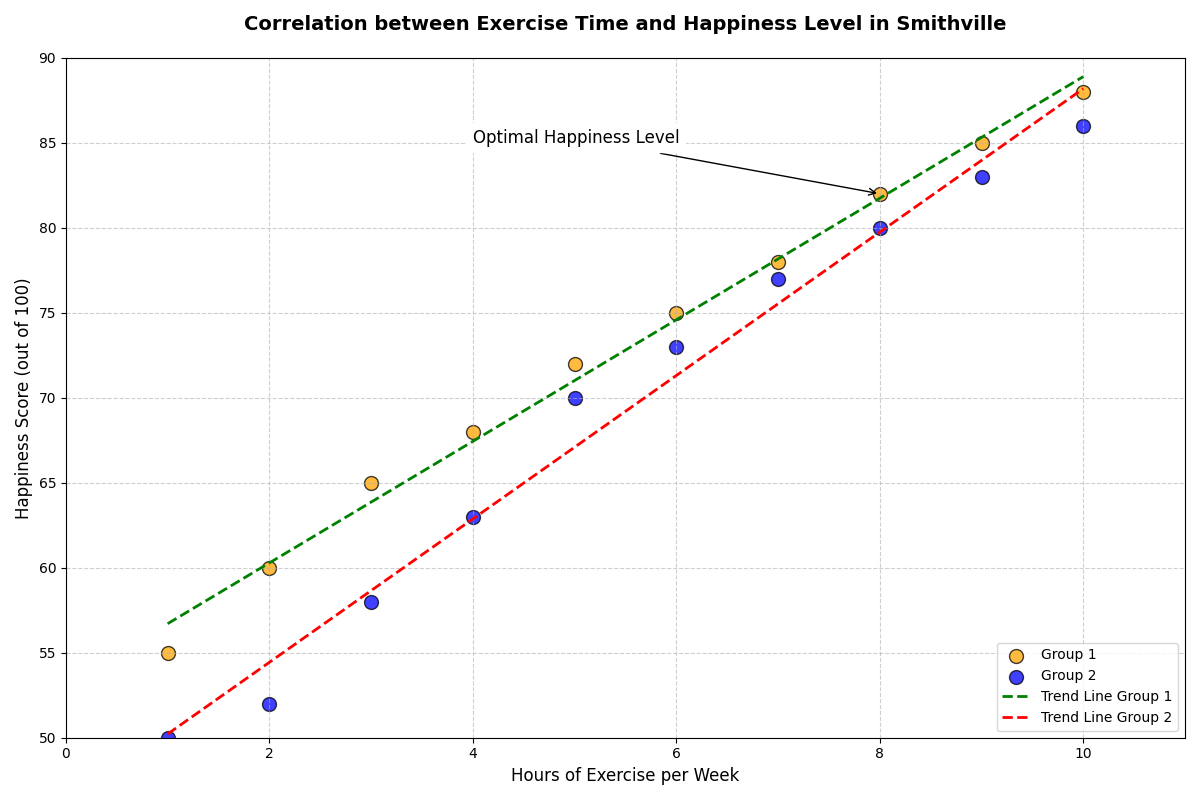 Correlation between Exercise Time and Happiness Level in Smithville
90
85
80
75
70
65
60
55
50
Happiness Score (out of 100)
Optimal Happiness Level
Group 1
Group 2
Trend Line Group 1
Trend Line Group 2
0 2 4 6 8 10
Hours of Exercise per Week